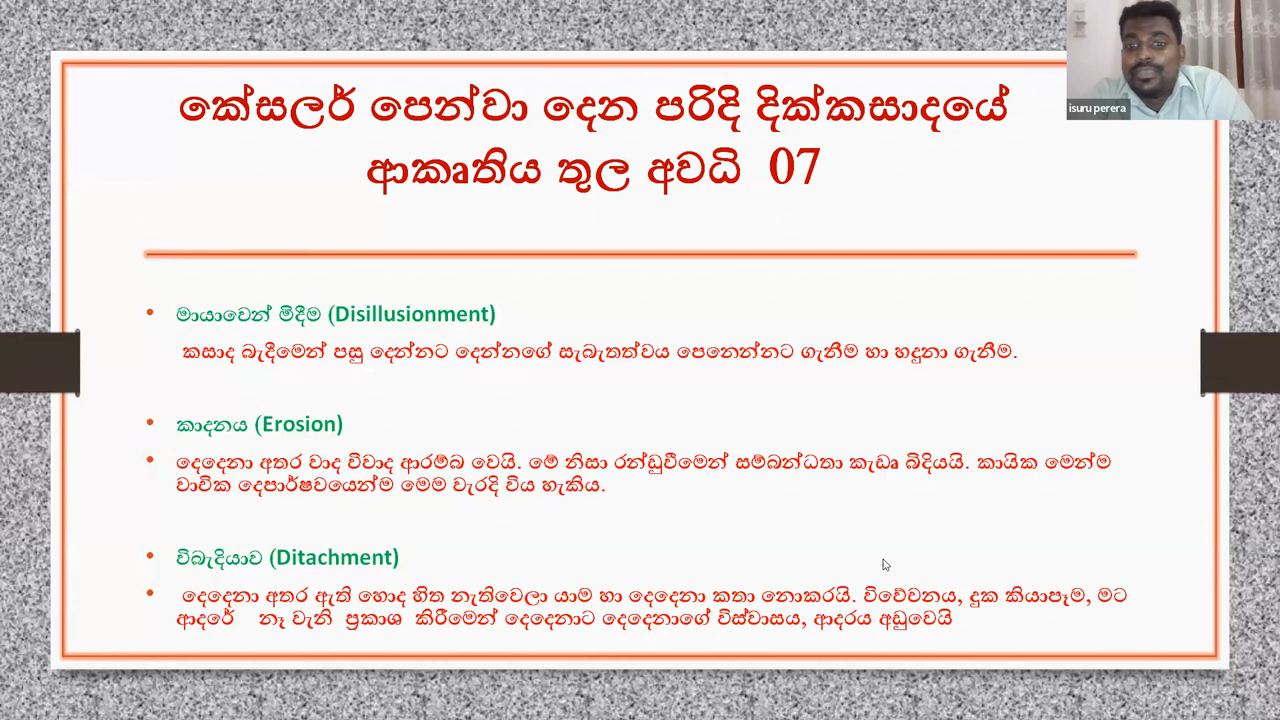 කේසලර් පෙන්වා දෙන පරිදි දික්කසාදයේ
ආකෘතිය තුල අවධි 07
isuru perera
• මායාවෙන් මිදීම (Disillusionment)
කසාද බැදීමෙන් පසු දෙන්නට දෙන්නගේ සැබැතත්වය පෙනෙන්නට ගැනීම හා හදුනා ගැනීම.
• කාදනය (Erosion)
• දෙදෙනා අතර වාද විවාද ආරම්බ වෙයි. මේ නිසා රන්ඩුවීමෙන් සම්බන්ධතා කැඩෘ බිදියයි. කායික මෙන්ම
වාචික දෙපාර්ෂවයෙන්ම මෙම වැරදි විය හැකිය.
• විබැදියාව (Ditachment)
• දෙදෙනා අතර ඇති හොද හිත නැතිවෙලා යාම හා දෙදෙනා කතා නොකරයි. විවේචනය, දුක කියාපෑම, මට
ආදරේ නෑ වැනි ප්‍රකාශ කිරීමෙන් දෙදෙනාට දෙදෙනාගේ විස්වාසය, ආදරය අඩුවෙයි